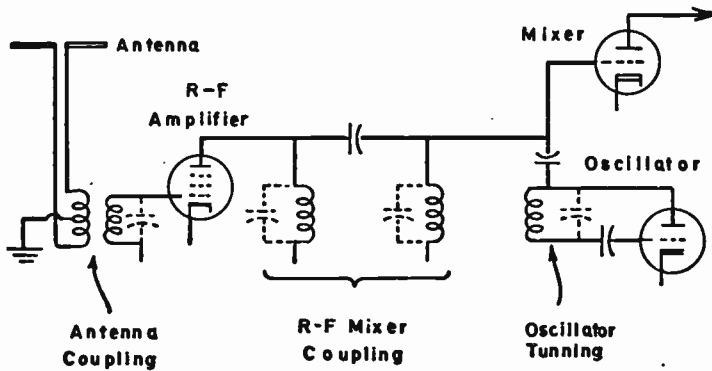 Antenna
R-F
Amplifier
Mixer
Oscillator
Antenna
Coupling
R-F Mixer
Coupling
Oscillator
Tunning